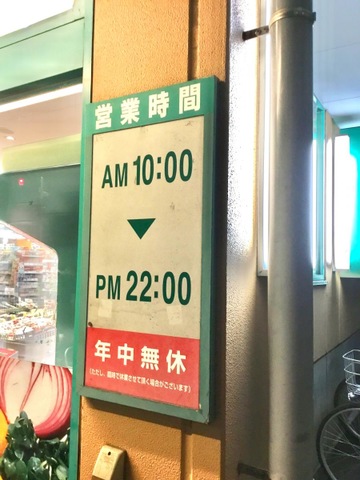 営業時間
AM 10:00
▼
PM 22:00
年中無休
(ただし、臨時で休業させて頂く場合がございます)